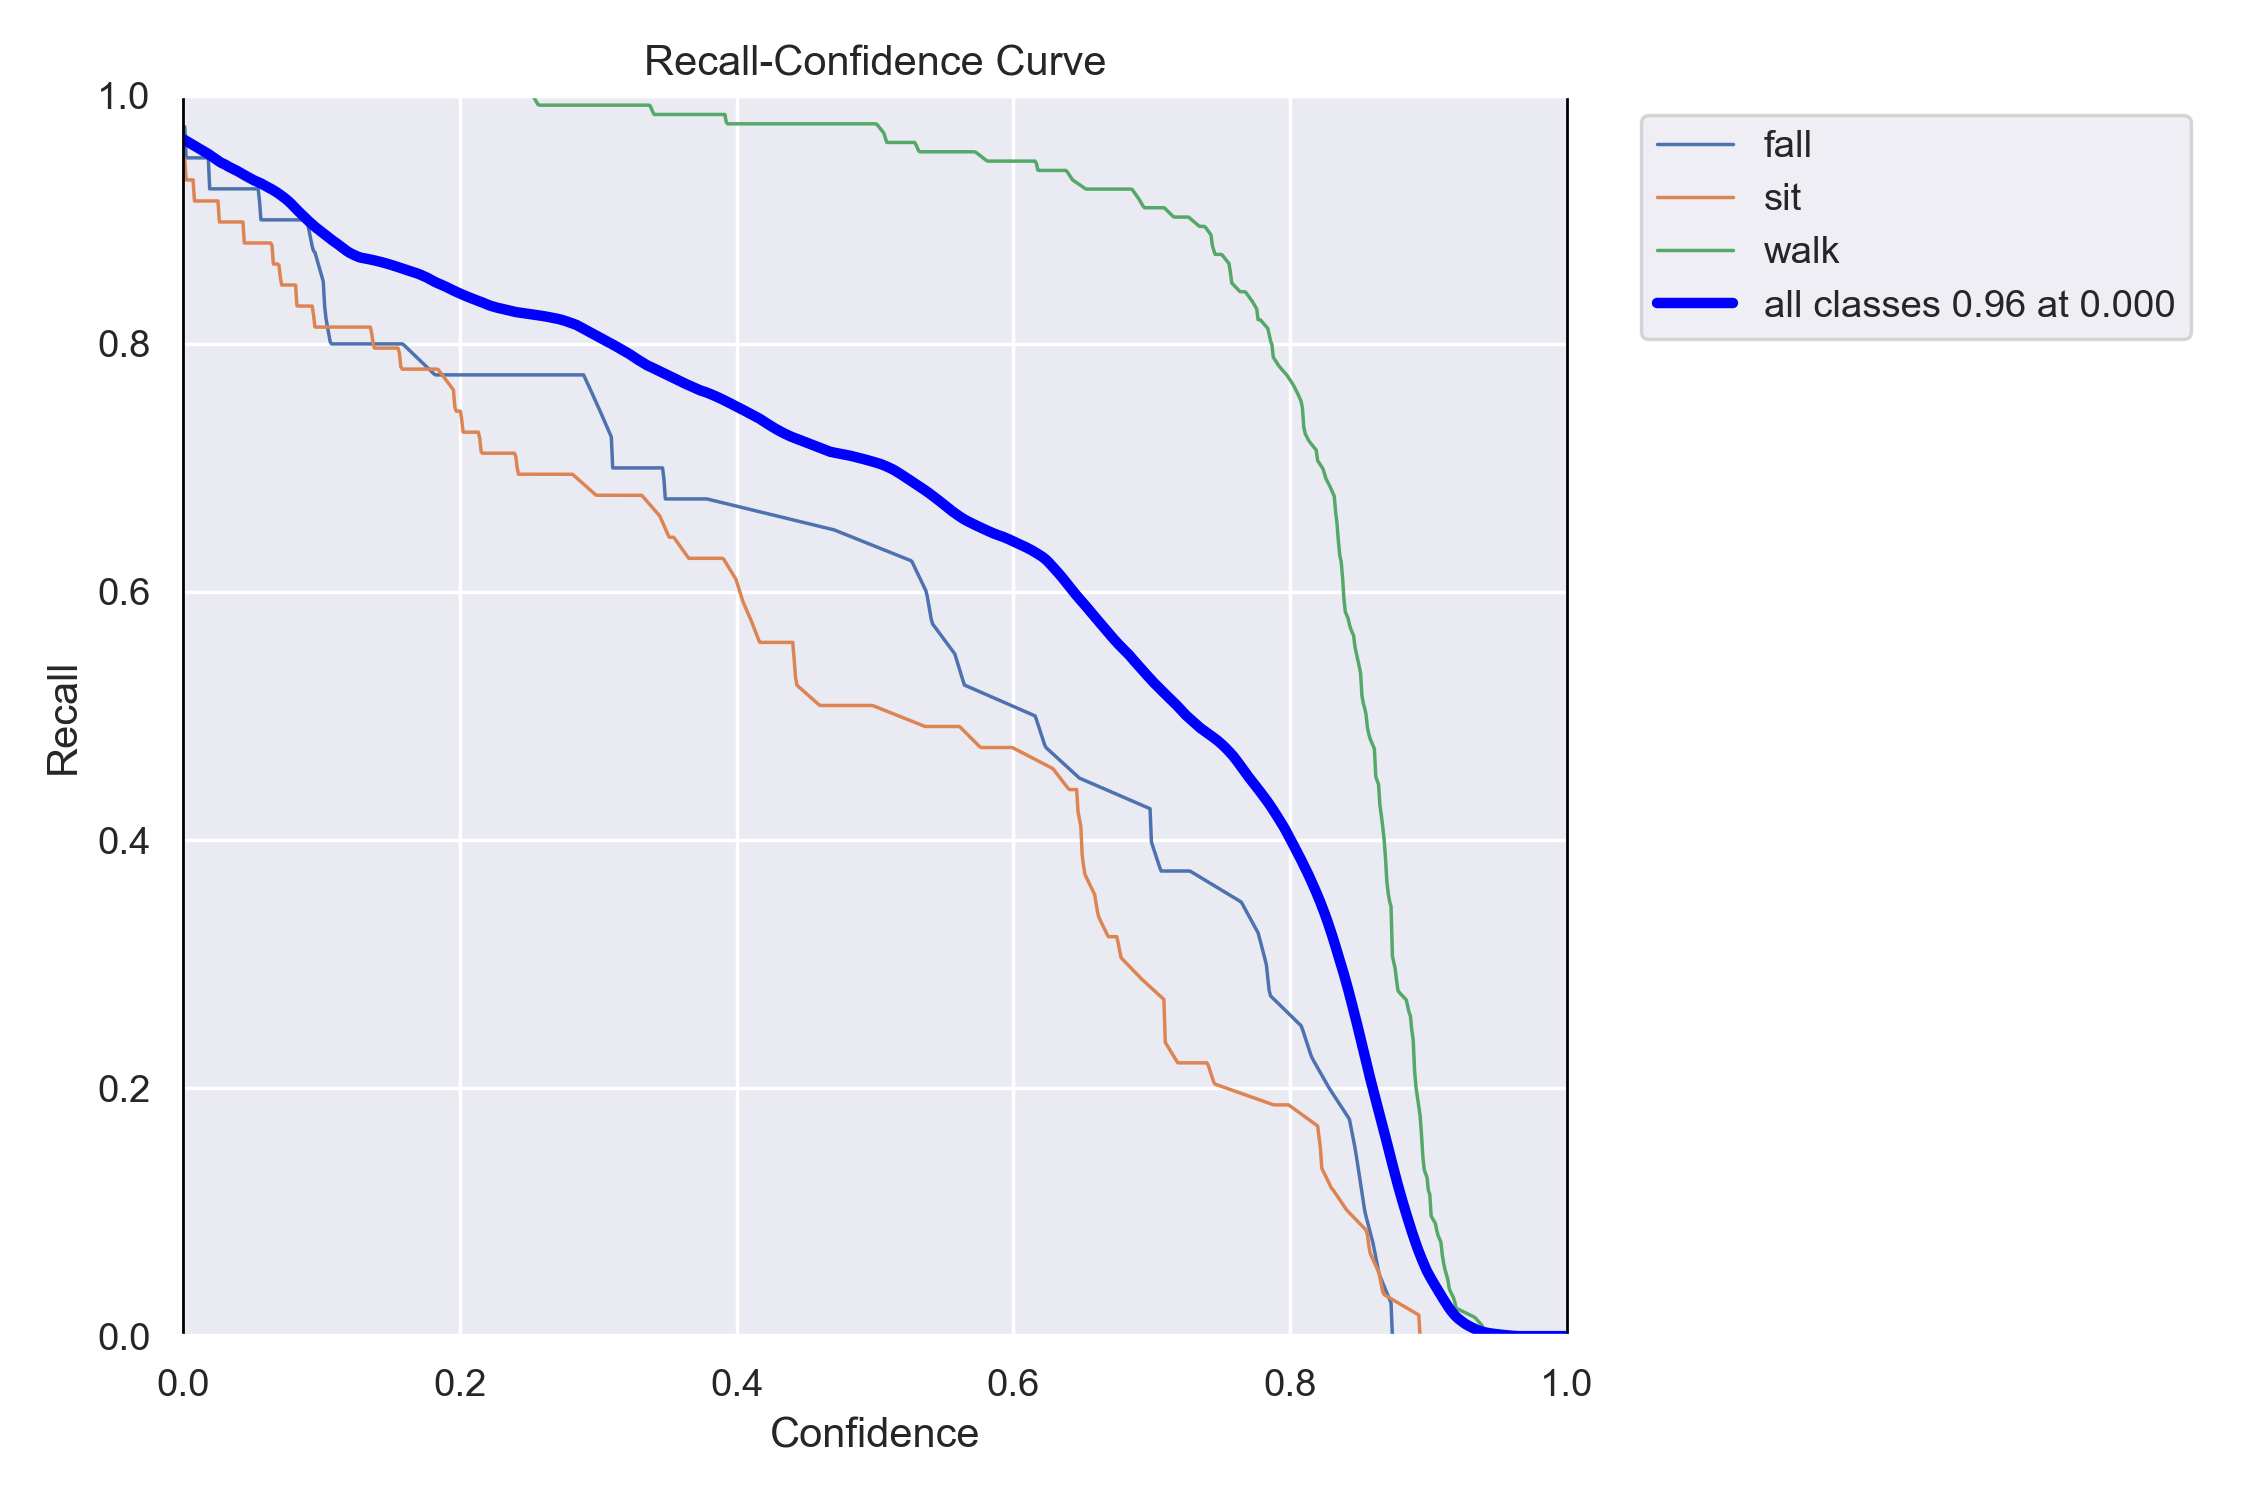 Recall-Confidence Curve
1.0
0.8
0.6
0.4
0.2
0.0
Recall
0.0 0.2 0.4 0.6 0.8 1.0
Confidence
fall
sit
walk
all classes 0.96 at 0.000